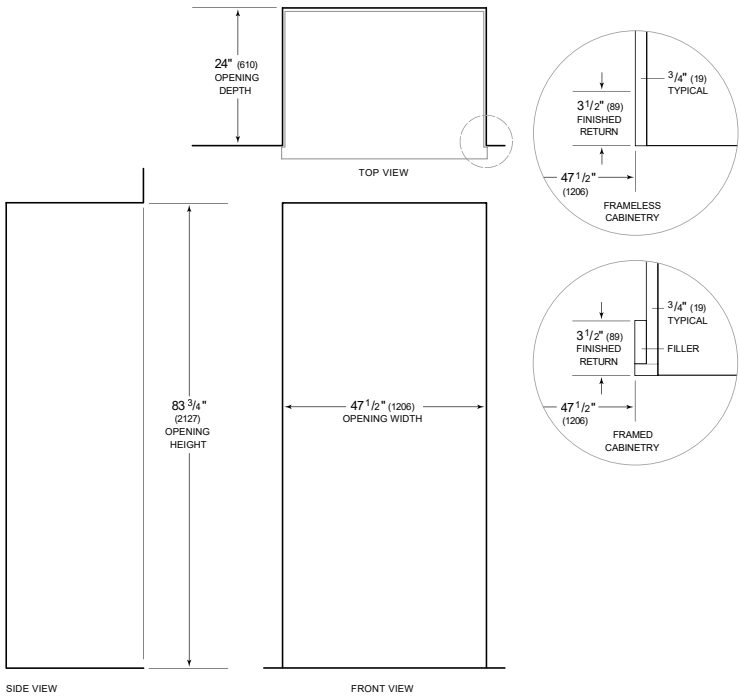 24" (610)
OPENING
DEPTH
TOP VIEW
3/4" (19)
TYPICAL
3 1/2" (89)
FINISHED
RETURN
47 1/2"
(1206)
FRAMELESS
CABINETRY
3/4" (19)
TYPICAL
3 1/2" (89)
FINISHED
RETURN
FILLER
47 1/2"
(1206)
FRAMED
CABINETRY
83 3/4"
(2127)
OPENING
HEIGHT
47 1/2" (1206)
OPENING WIDTH
SIDE VIEW
FRONT VIEW